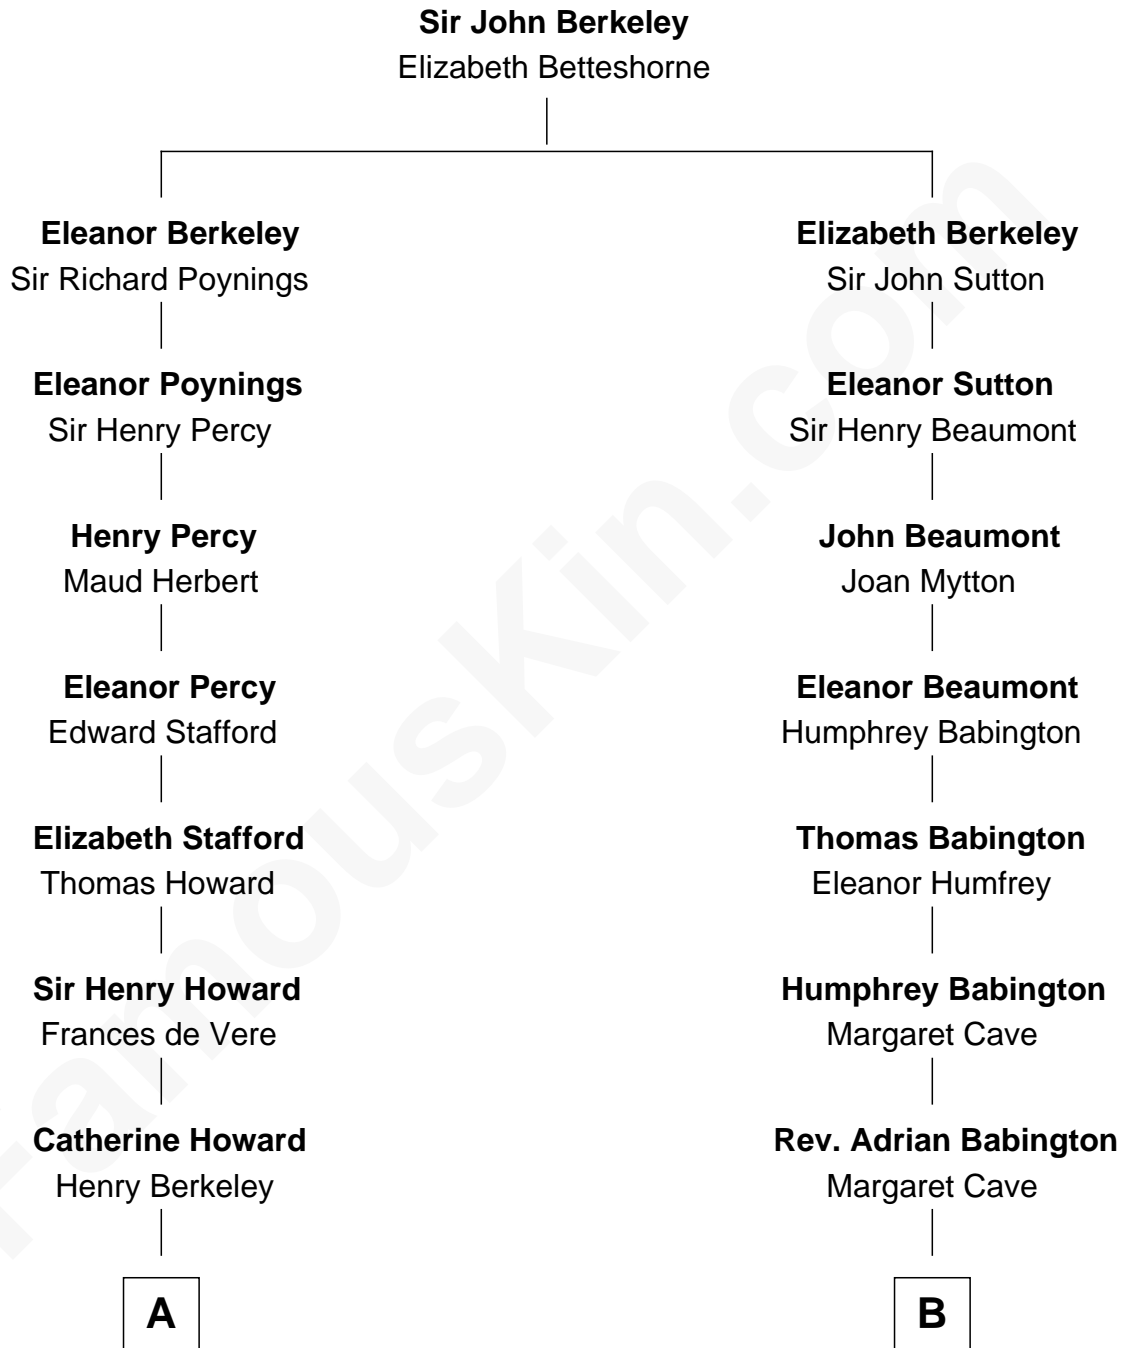 Sir John Berkeley
Elizabeth Betteshorne
Eleanor Berkeley
Sir Richard Poynings
Elizabeth Berkeley
Sir John Sutton
Eleanor Poynings
Sir Henry Percy
Eleanor Sutton
Sir Henry Beaumont
Henry Percy
Maud Herbert
John Beaumont
Joan Mytton
Eleanor Percy
Edward Stafford
Eleanor Beaumont
Humphrey Babington
Elizabeth Stafford
Thomas Howard
Thomas Babington
Eleanor Humfrey
Sir Henry Howard
Frances de Vere
Humphrey Babington
Margaret Cave
Catherine Howard
Henry Berkeley
Rev. Adrian Babington
Margaret Cave
A
B
FamousKin.com